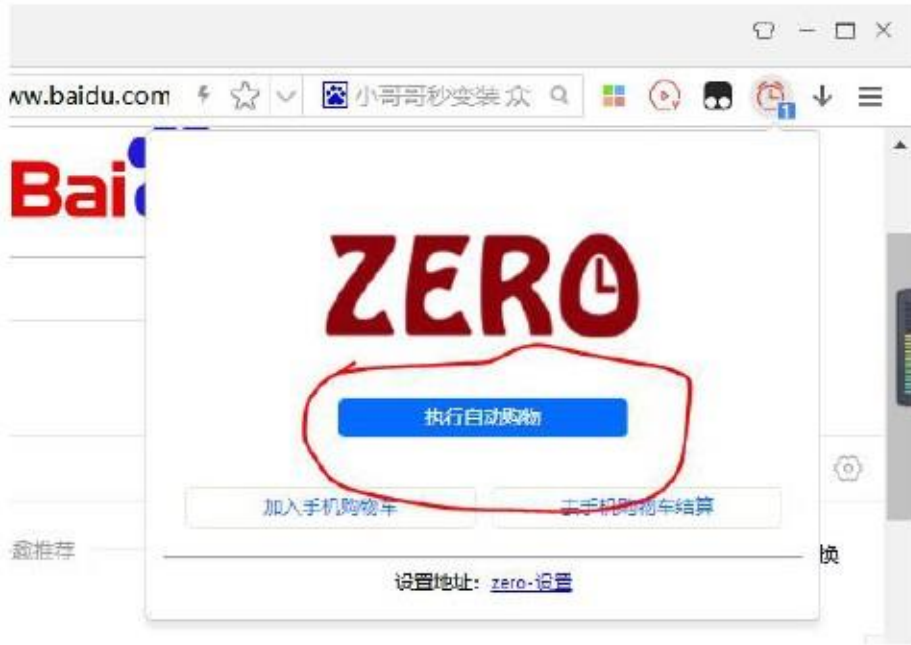 ww.baidu.com
小哥哥秒变装 众
1
Bai
ZERO
执行自动购物
加入手机购物车
去手机购物车结算
趣推荐
换
设置地址：zero-设置